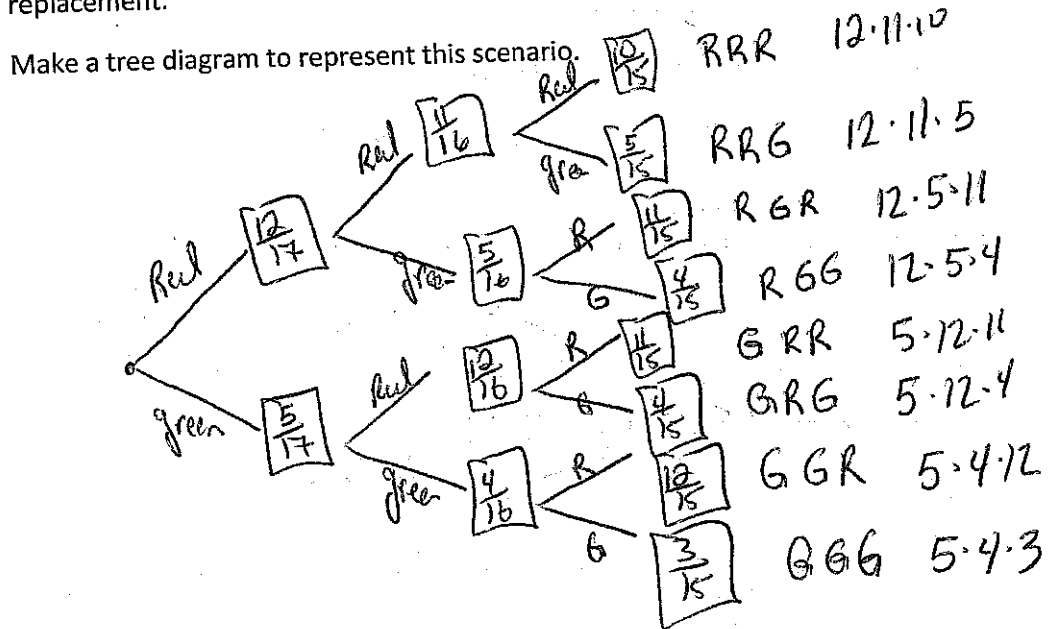 replacement.
Make a tree diagram to represent this scenario.
Red 10/15 RRR 12·11·10
Red 11/16
green 5/15 RRG 12·11·5
Red 12/17
R 11/15 RGR 12·5·11
green 5/16
G 4/15 RGG 12·5·4
R 11/15 GRR 5·12·11
Red 12/16
G 4/15 GRG 5·12·4
green 5/17
R 12/15 GGR 5·4·12
green 4/16
G 3/15 GGG 5·4·3